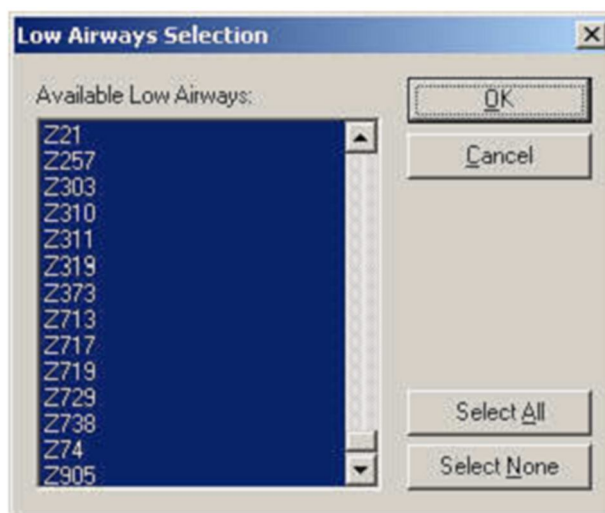 Low Airways Selection
Available Low Airways:
Z21
Z257
Z303
Z310
Z311
Z319
Z373
Z713
Z717
Z719
Z729
Z738
Z74
Z905
OK
Cancel
Select All
Select None